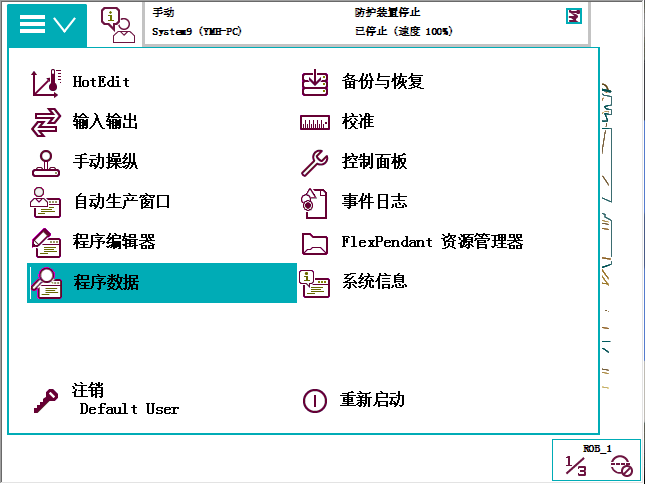 手动
防护装置停止
System9 (YMH-PC)
已停止 (速度 100%)
HotEdit
备份与恢复
输入输出
校准
手动操纵
控制面板
自动生产窗口
事件日志
程序编辑器
FlexPendant 资源管理器
程序数据
系统信息
注销
Default User
重新启动
ROB_1
1/3